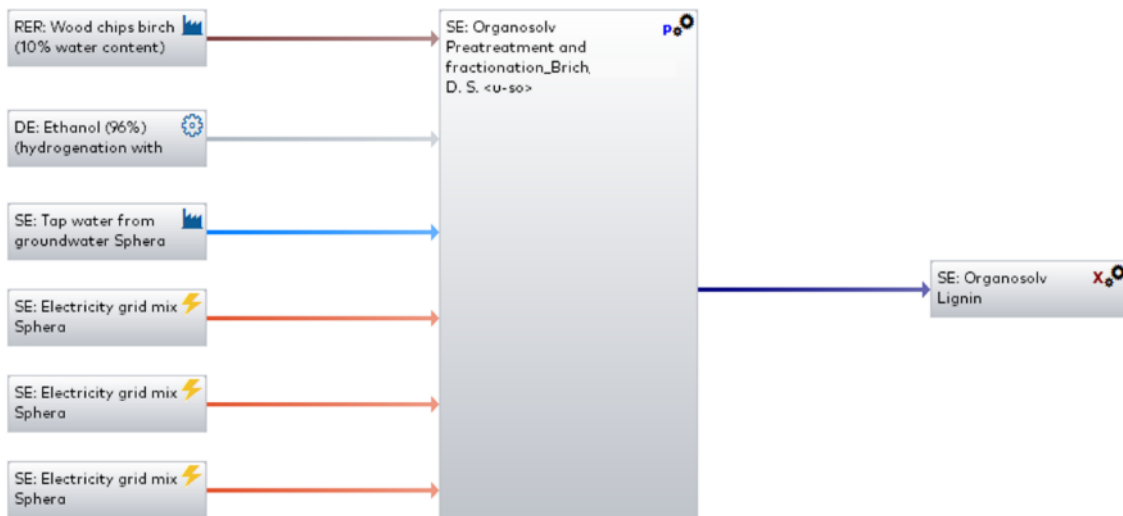 RER: Wood chips birch
(10% water content)
DE: Ethanol (96%)
(hydrogenation with
SE: Tap water from
groundwater Sphera
SE: Electricity grid mix
Sphera
SE: Electricity grid mix
Sphera
SE: Electricity grid mix
Sphera
SE: Organosolv
Preatreatment and
fractionation_Brich,
D. S. <u-so>
p
SE: Organosolv
Lignin
X